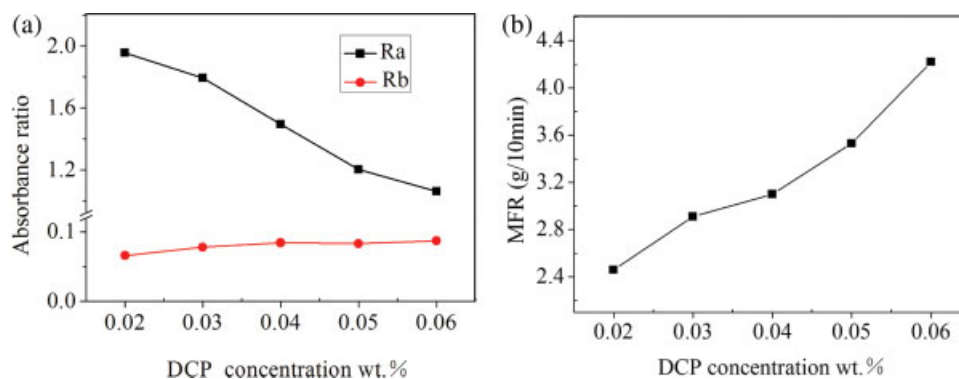 (a)
2.0
1.6
1.2
0.1
0.0
Absorbance ratio
Ra
Rb
0.02 0.03 0.04 0.05 0.06
DCP concentration wt.%
(b)
4.4
4.0
3.6
3.2
2.8
2.4
MFR (g/10min)
0.02 0.03 0.04 0.05 0.06
DCP concentration wt.%